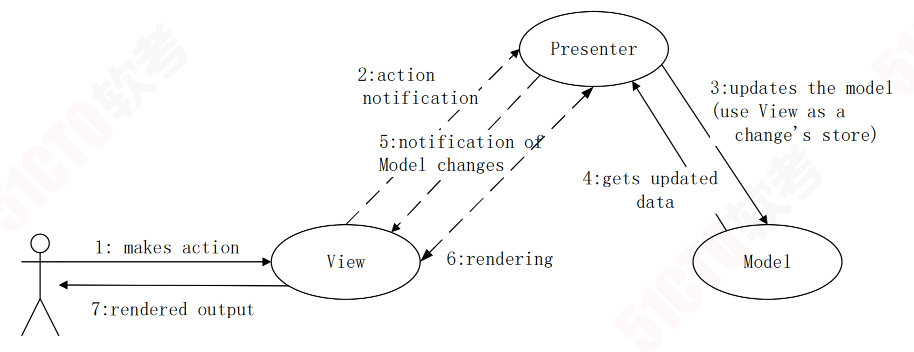 Presenter
2:action
notification
3:updates the model
(use View as a
change's store)
5:notification of
Model changes
4:gets updated
data
1: makes action
View
6:rendering
Model
7:rendered output
51CTO软考
51CTO软考